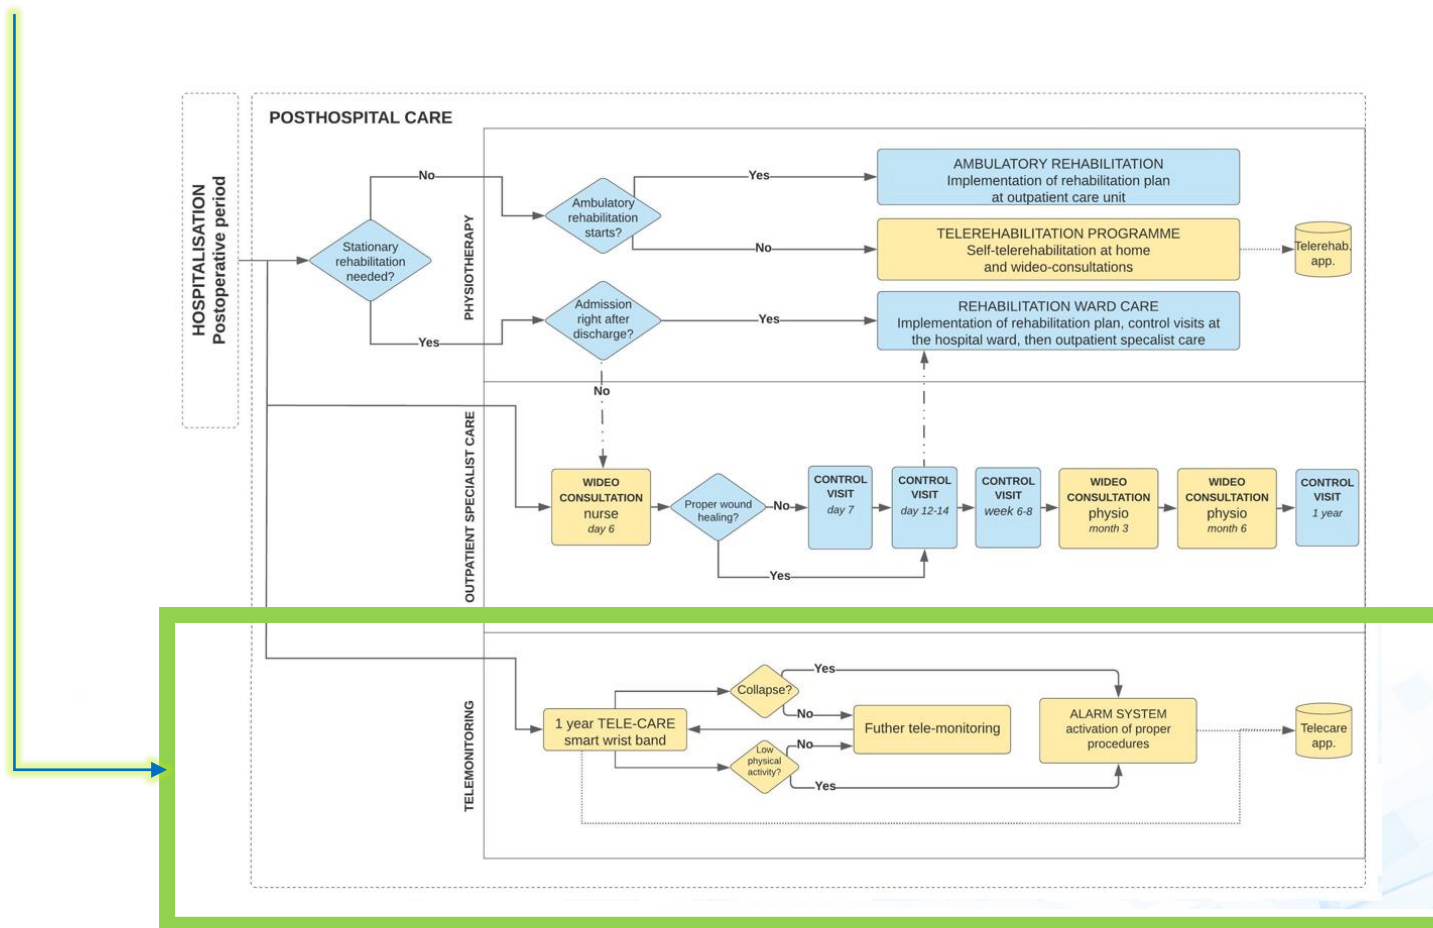 POSTHOSPITAL CARE
HOSPITALISATION
Postoperative period
PHYSIOTHERAPY
Stationary
rehabilitation
needed?
No
Yes
Ambulatory
rehabilitation
starts?
Yes
No
AMBULATORY REHABILITATION
Implementation of rehabilitation plan
at outpatient care unit
TELEREHABILITATION PROGRAMME
Self-telerehabilitation at home
and wideo-consultations
Telerehab.
app.
Admission
right after
discharge?
Yes
No
REHABILITATION WARD CARE
Implementation of rehabilitation plan, control visits at
the hospital ward, then outpatient specalist care
OUTPATIENT SPECIALIST CARE
WIDEO
CONSULTATION
nurse
day 6
Proper wound
healing?
No
Yes
CONTROL
VISIT
day 7
CONTROL
VISIT
day 12-14
CONTROL
VISIT
week 6-8
WIDEO
CONSULTATION
physio
month 3
WIDEO
CONSULTATION
physio
month 6
CONTROL
VISIT
1 year
TELEMONITORING
1 year TELE-CARE
smart wrist band
Collapse?
Yes
No
Low
physical
activity?
No
Yes
Futher tele-monitoring
ALARM SYSTEM
activation of proper
procedures
Telecare
app.